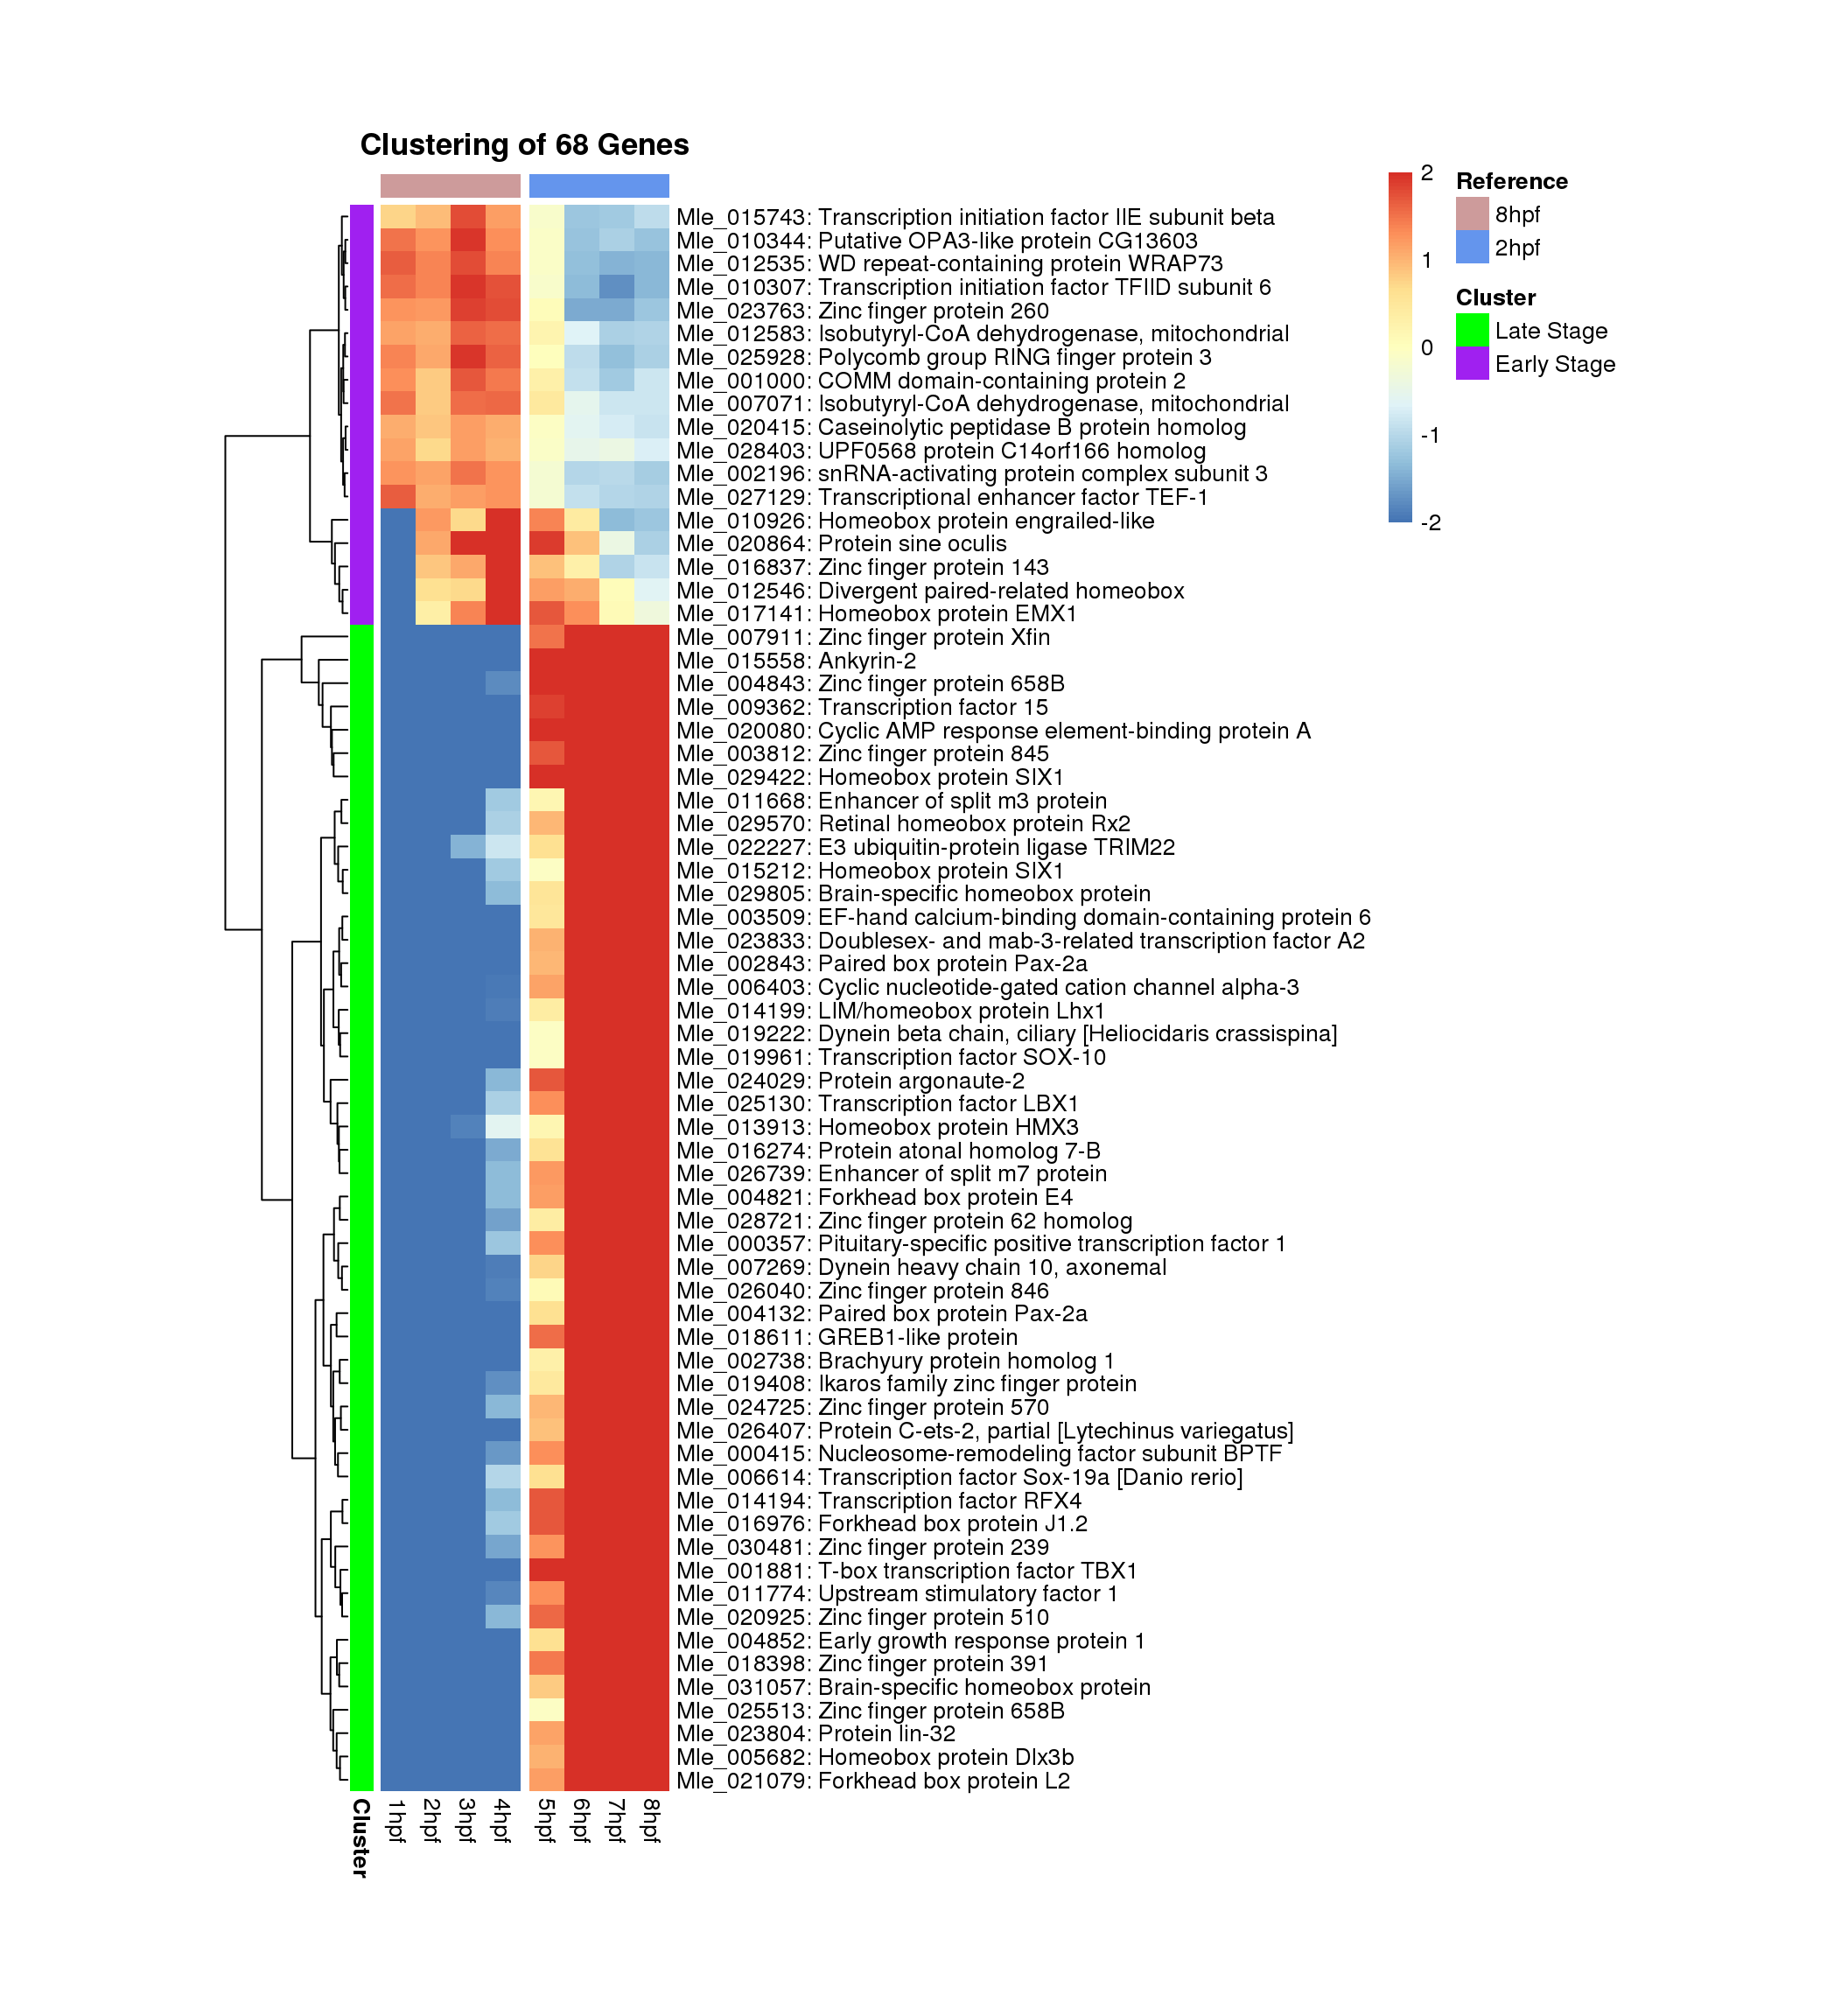 Clustering of 68 Genes
2
1
0
-1
-2
Reference
8hpf
2hpf
Cluster
Late Stage
Early Stage
Mle_015743: Transcription initiation factor IIE subunit beta
Mle_010344: Putative OPA3-like protein CG13603
Mle_012535: WD repeat-containing protein WRAP73
Mle_010307: Transcription initiation factor TFIID subunit 6
Mle_023763: Zinc finger protein 260
Mle_012583: Isobutyryl-CoA dehydrogenase, mitochondrial
Mle_025928: Polycomb group RING finger protein 3
Mle_001000: COMM domain-containing protein 2
Mle_007071: Isobutyryl-CoA dehydrogenase, mitochondrial
Mle_020415: Caseinolytic peptidase B protein homolog
Mle_028403: UPF0568 protein C14orf166 homolog
Mle_002196: snRNA-activating protein complex subunit 3
Mle_027129: Transcriptional enhancer factor TEF-1
Mle_010926: Homeobox protein engrailed-like
Mle_020864: Protein sine oculis
Mle_016837: Zinc finger protein 143
Mle_012546: Divergent paired-related homeobox
Mle_017141: Homeobox protein EMX1
Mle_007911: Zinc finger protein Xfin
Mle_015558: Ankyrin-2
Mle_004843: Zinc finger protein 658B
Mle_009362: Transcription factor 15
Mle_020080: Cyclic AMP response element-binding protein A
Mle_003812: Zinc finger protein 845
Mle_029422: Homeobox protein SIX1
Mle_011668: Enhancer of split m3 protein
Mle_029570: Retinal homeobox protein Rx2
Mle_022227: E3 ubiquitin-protein ligase TRIM22
Mle_015212: Homeobox protein SIX1
Mle_029805: Brain-specific homeobox protein
Mle_003509: EF-hand calcium-binding domain-containing protein 6
Mle_023833: Doublesex- and mab-3-related transcription factor A2
Mle_002843: Paired box protein Pax-2a
Mle_006403: Cyclic nucleotide-gated cation channel alpha-3
Mle_014199: LIM/homeobox protein Lhx1
Mle_019222: Dynein beta chain, ciliary [Heliocidaris crassispina]
Mle_019961: Transcription factor SOX-10
Mle_024029: Protein argonaute-2
Mle_025130: Transcription factor LBX1
Mle_013913: Homeobox protein HMX3
Mle_016274: Protein atonal homolog 7-B
Mle_026739: Enhancer of split m7 protein
Mle_004821: Forkhead box protein E4
Mle_028721: Zinc finger protein 62 homolog
Mle_000357: Pituitary-specific positive transcription factor 1
Mle_007269: Dynein heavy chain 10, axonemal
Mle_026040: Zinc finger protein 846
Mle_004132: Paired box protein Pax-2a
Mle_018611: GREB1-like protein
Mle_002738: Brachyury protein homolog 1
Mle_019408: Ikaros family zinc finger protein
Mle_024725: Zinc finger protein 570
Mle_026407: Protein C-ets-2, partial [Lytechinus variegatus]
Mle_000415: Nucleosome-remodeling factor subunit BPTF
Mle_006614: Transcription factor Sox-19a [Danio rerio]
Mle_014194: Transcription factor RFX4
Mle_016976: Forkhead box protein J1.2
Mle_030481: Zinc finger protein 239
Mle_001881: T-box transcription factor TBX1
Mle_011774: Upstream stimulatory factor 1
Mle_020925: Zinc finger protein 510
Mle_004852: Early growth response protein 1
Mle_018398: Zinc finger protein 391
Mle_031057: Brain-specific homeobox protein
Mle_025513: Zinc finger protein 658B
Mle_023804: Protein lin-32
Mle_005682: Homeobox protein Dlx3b
Mle_021079: Forkhead box protein L2
Cluster
1hpf
2hpf
3hpf
4hpf
5hpf
6hpf
7hpf
8hpf